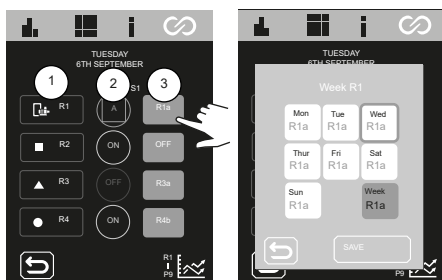 TUESDAY
6TH SEPTEMBER
1 2 3
S1
R1 A R1a
R2 ON OFF
R3 OFF R3a
R4 ON R4b
R1
P9
TUESDAY
6TH SEPTEMBER
Week R1
Mon Tue Wed
R1a R1a R1a
Thur Fri Sat
R1a R1a R1a
Sun Week
R1a R1a
SAVE
R1
P9